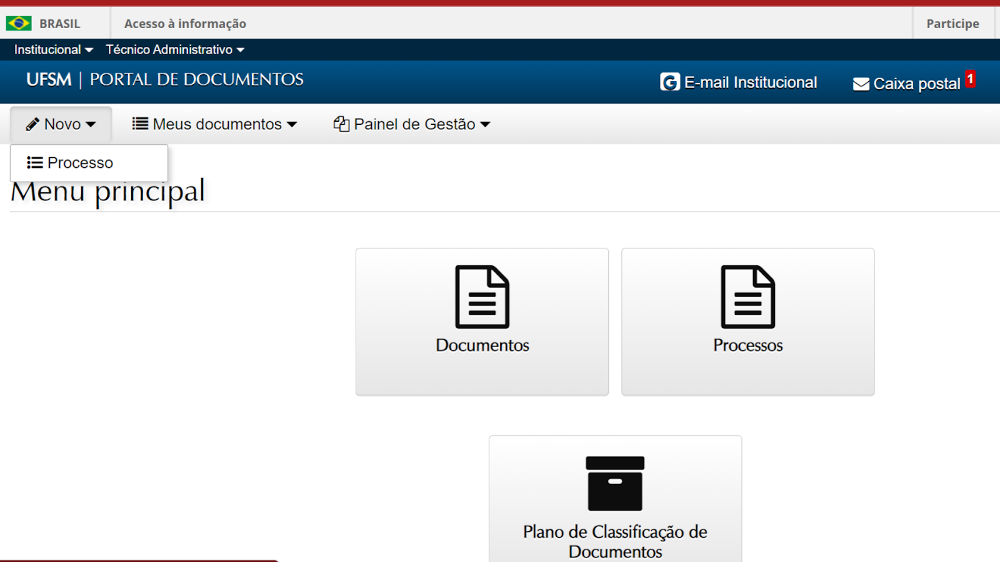 BRASIL Acesso à informação Participe
Institucional Técnico Administrativo
UFSM | PORTAL DE DOCUMENTOS
E-mail Institucional Caixa postal 1
Novo Meus documentos Painel de Gestão
Processo
Menu principal
Documentos
Processos
Plano de Classificação de
Documentos